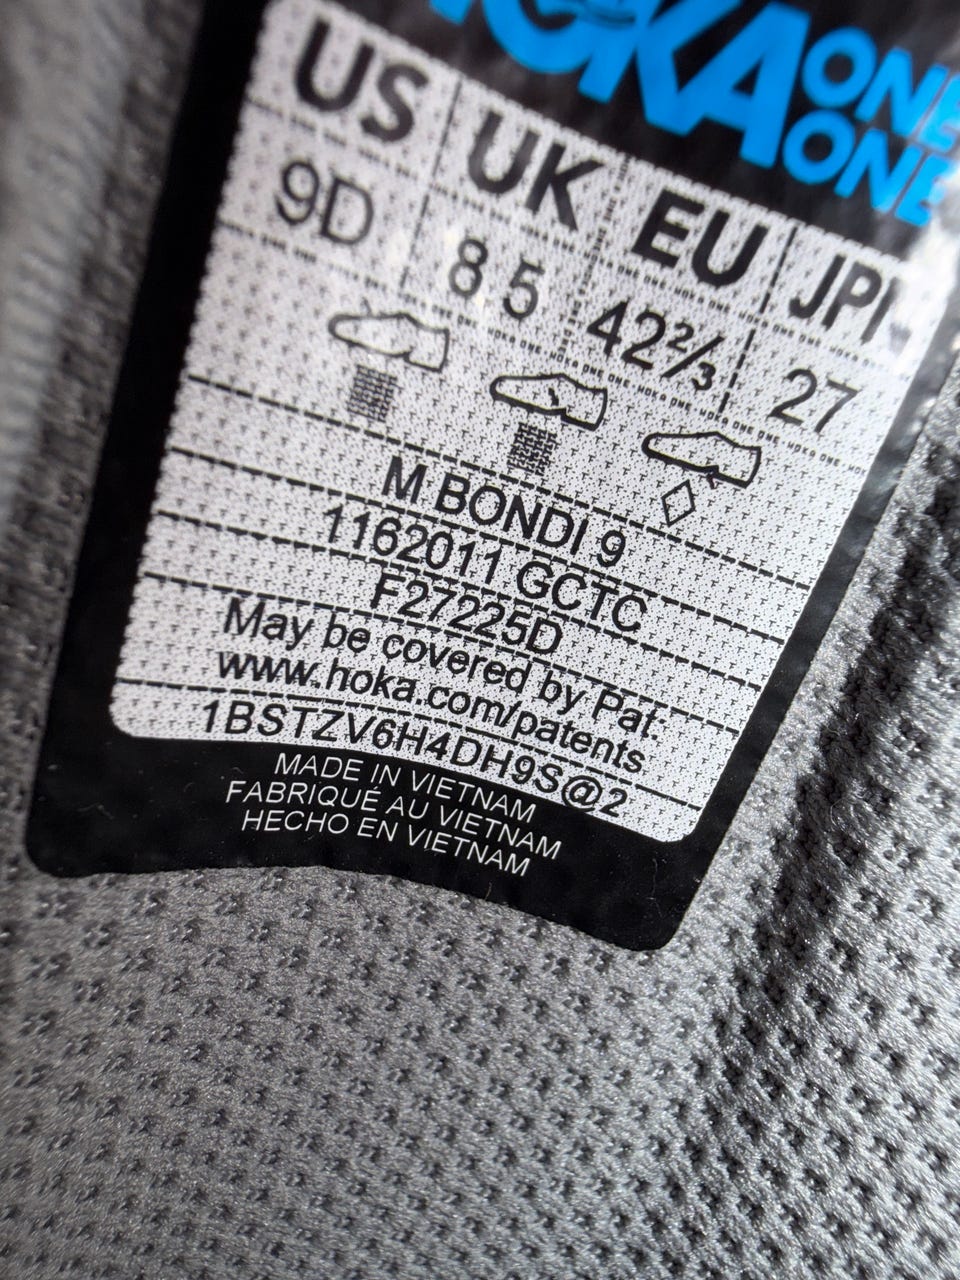 HOKA ONE ONE
US UK EU JPN
9D 8 5 42⅔ 27
M BONDI 9
1162011 GCTC
F27225D
May be covered by Pat:
www.hoka.com/patents
1BSTZV6H4DH9S@2
MADE IN VIETNAM
FABRIQUÉ AU VIETNAM
HECHO EN VIETNAM